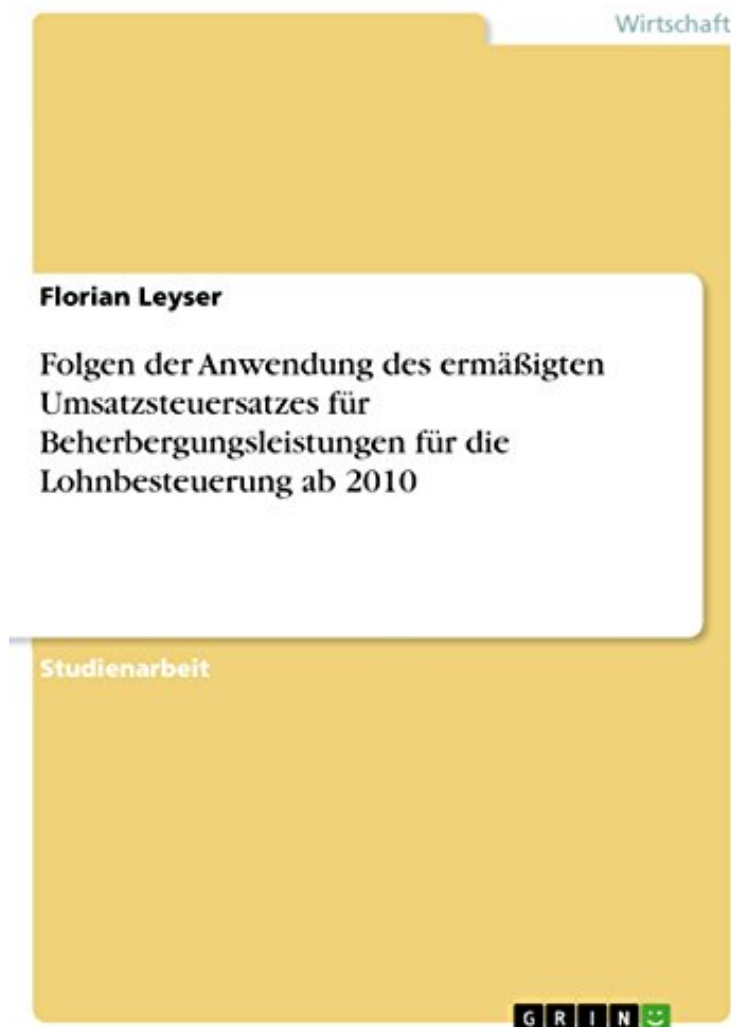 Wirtschaft
Florian Leyser
Folgen der Anwendung des ermäßigten
Umsatzsteuersatzes für
Beherbergungsleistungen für die
Lohnbesteuerung ab 2010
Studienarbeit
GRIN